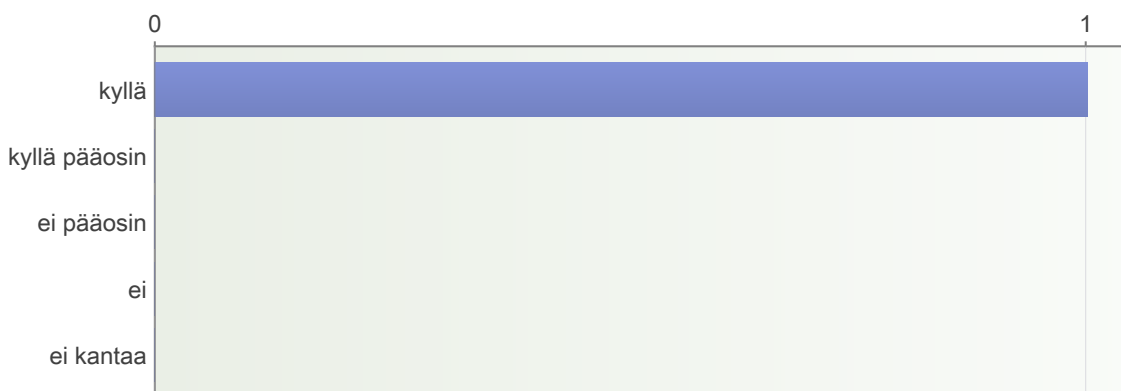 0 1
kyllä
kyllä pääosin
ei pääosin
ei
ei kantaa